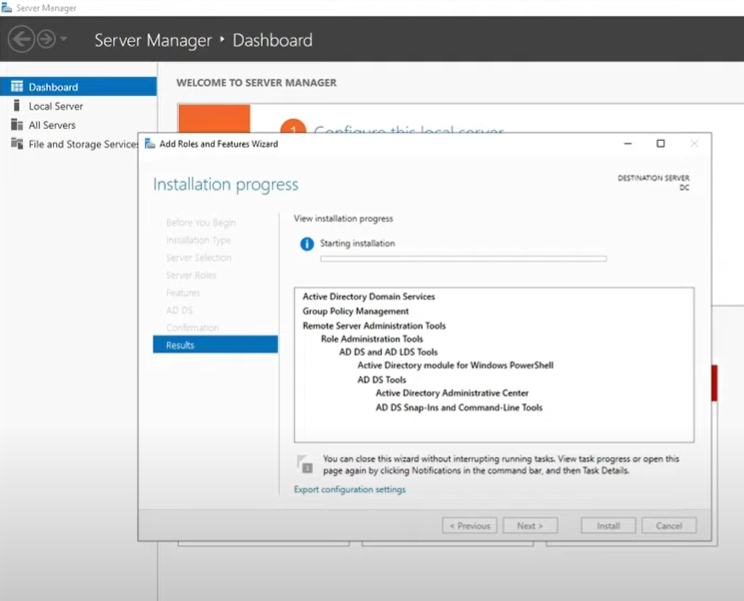 Server Manager
Server Manager ‣ Dashboard
Dashboard
Local Server
All Servers
File and Storage Services
WELCOME TO SERVER MANAGER
1 Configure this local server
Add Roles and Features Wizard
Installation progress
DESTINATION SERVER
DC
Before You Begin
Installation Type
Server Selection
Server Roles
Features
AD DS
Confirmation
Results
View installation progress
Starting installation
Active Directory Domain Services
Group Policy Management
Remote Server Administration Tools
Role Administration Tools
AD DS and AD LDS Tools
Active Directory module for Windows PowerShell
AD DS Tools
Active Directory Administrative Center
AD DS Snap-Ins and Command-Line Tools
You can close this wizard without interrupting running tasks. View task progress or open this
page again by clicking Notifications in the command bar, and then Task Details.
Export configuration settings
< Previous
Next >
Install
Cancel